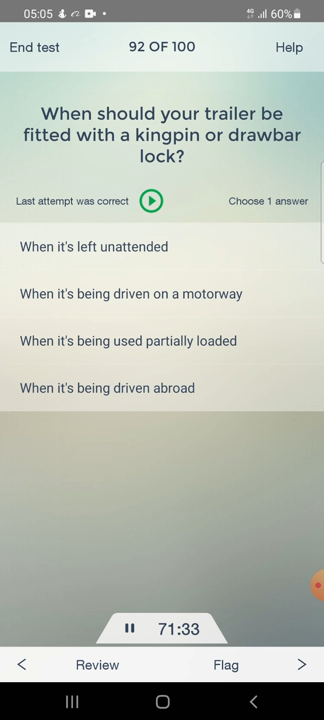 05:05 4G 60%
End test 92 OF 100 Help
When should your trailer be
fitted with a kingpin or drawbar
lock?
Last attempt was correct Choose 1 answer
When it's left unattended
When it's being driven on a motorway
When it's being used partially loaded
When it's being driven abroad
71:33
< Review Flag >